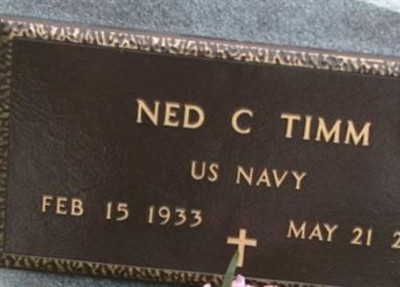 NED C TIMM
US NAVY
FEB 15 1933 MAY 21